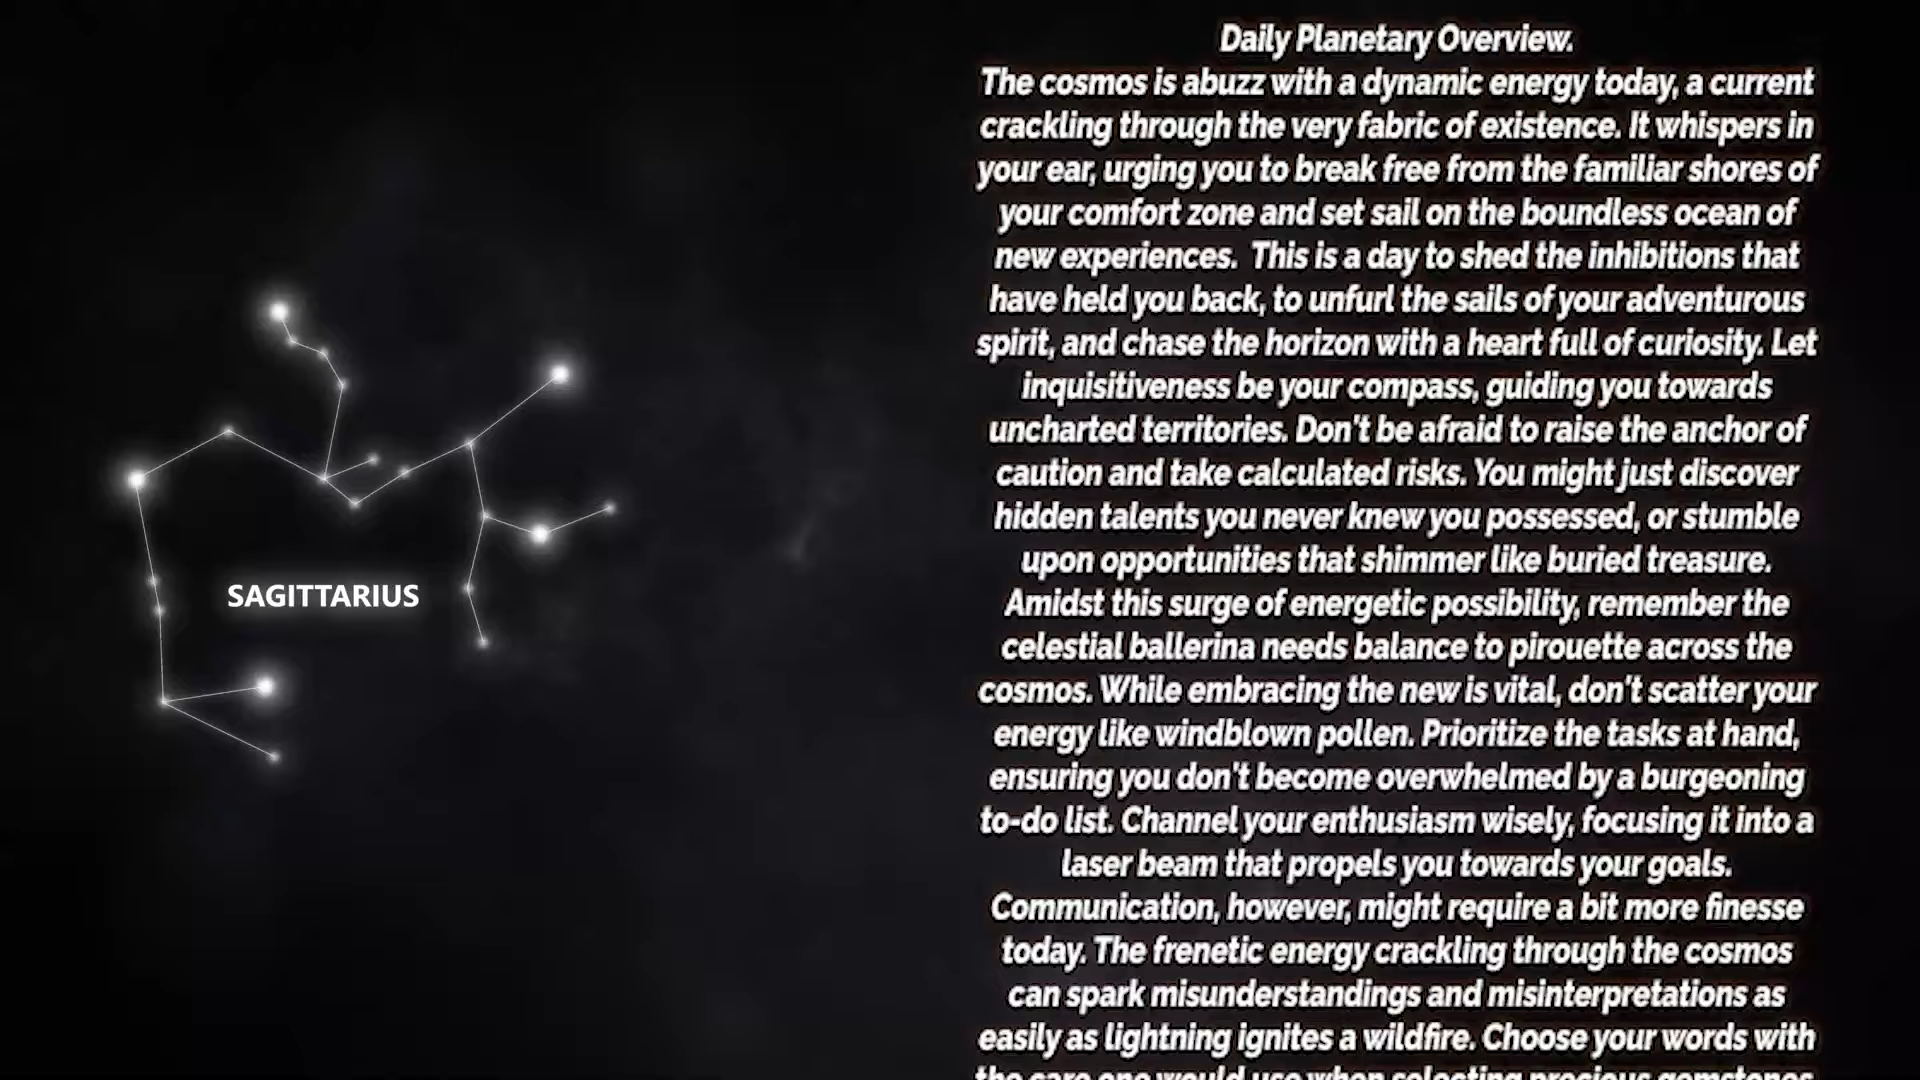 Daily Planetary Overview.
The cosmos is abuzz with a dynamic energy today, a current
crackling through the very fabric of existence. It whispers in
your ear, urging you to break free from the familiar shores of
your comfort zone and set sail on the boundless ocean of
new experiences.  This is a day to shed the inhibitions that
have held you back, to unfurl the sails of your adventurous
spirit, and chase the horizon with a heart full of curiosity. Let
inquisitiveness be your compass, guiding you towards
uncharted territories. Don't be afraid to raise the anchor of
caution and take calculated risks. You might just discover
hidden talents you never knew you possessed, or stumble
upon opportunities that shimmer like buried treasure.
Amidst this surge of energetic possibility, remember the
celestial ballerina needs balance to pirouette across the
cosmos. While embracing the new is vital, don't scatter your
energy like windblown pollen. Prioritize the tasks at hand,
ensuring you don't become overwhelmed by a burgeoning
to-do list. Channel your enthusiasm wisely, focusing it into a
laser beam that propels you towards your goals.
Communication, however, might require a bit more finesse
today. The frenetic energy crackling through the cosmos
can spark misunderstandings and misinterpretations as
easily as lightning ignites a wildfire. Choose your words with
the care one would use when selecting precious gemstones
SAGITTARIUS